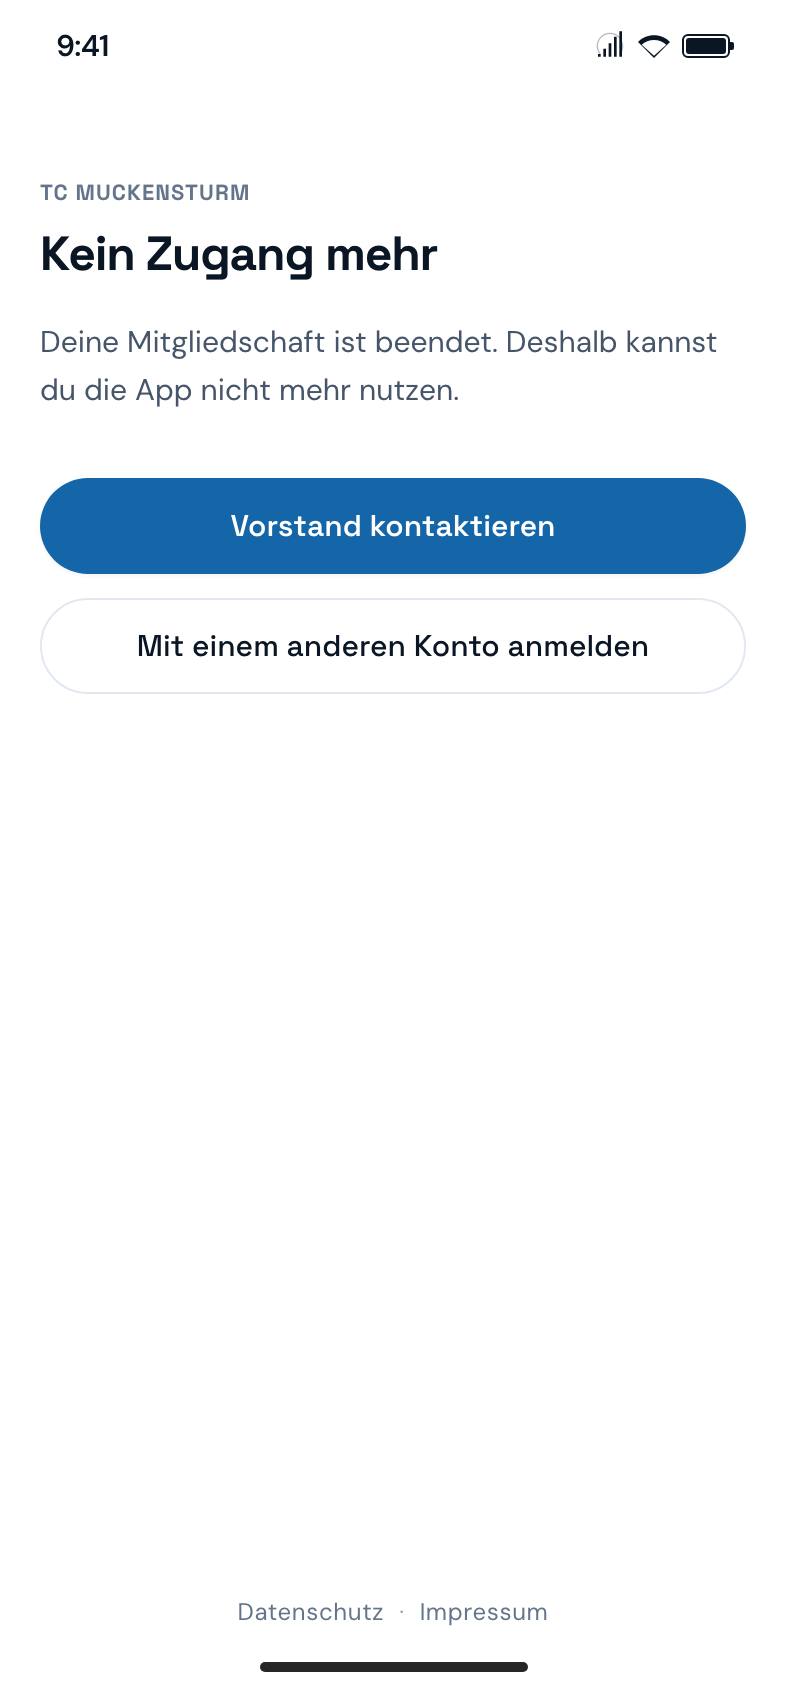 9:41
TC MUCKENSTURM
Kein Zugang mehr
Deine Mitgliedschaft ist beendet. Deshalb kannst
du die App nicht mehr nutzen.
Vorstand kontaktieren
Mit einem anderen Konto anmelden
Datenschutz · Impressum